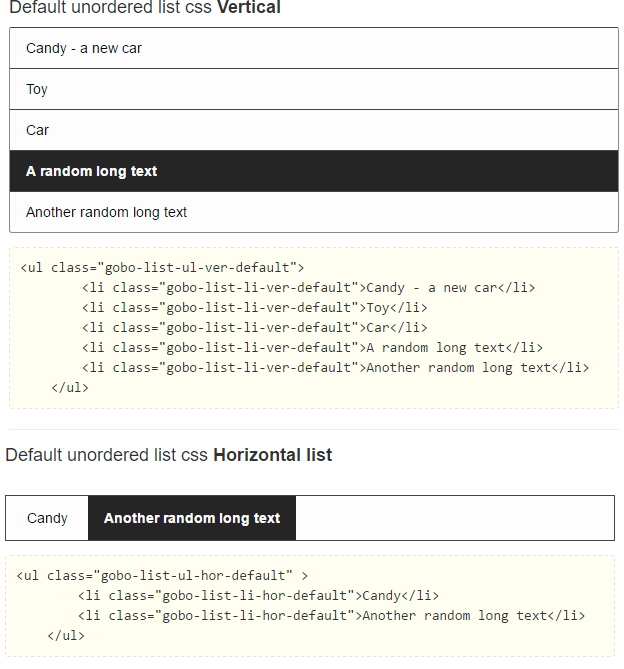 Default unordered list css Vertical
Candy - a new car
Toy
Car
A random long text
Another random long text
<ul class="gobo-list-ul-ver-default">
<li class="gobo-list-li-ver-default">Candy - a new car</li>
<li class="gobo-list-li-ver-default">Toy</li>
<li class="gobo-list-li-ver-default">Car</li>
<li class="gobo-list-li-ver-default">A random long text</li>
<li class="gobo-list-li-ver-default">Another random long text</li>
</ul>
Default unordered list css Horizontal list
Candy Another random long text
<ul class="gobo-list-ul-hor-default" >
<li class="gobo-list-li-hor-default">Candy</li>
<li class="gobo-list-li-hor-default">Another random long text</li>
</ul>